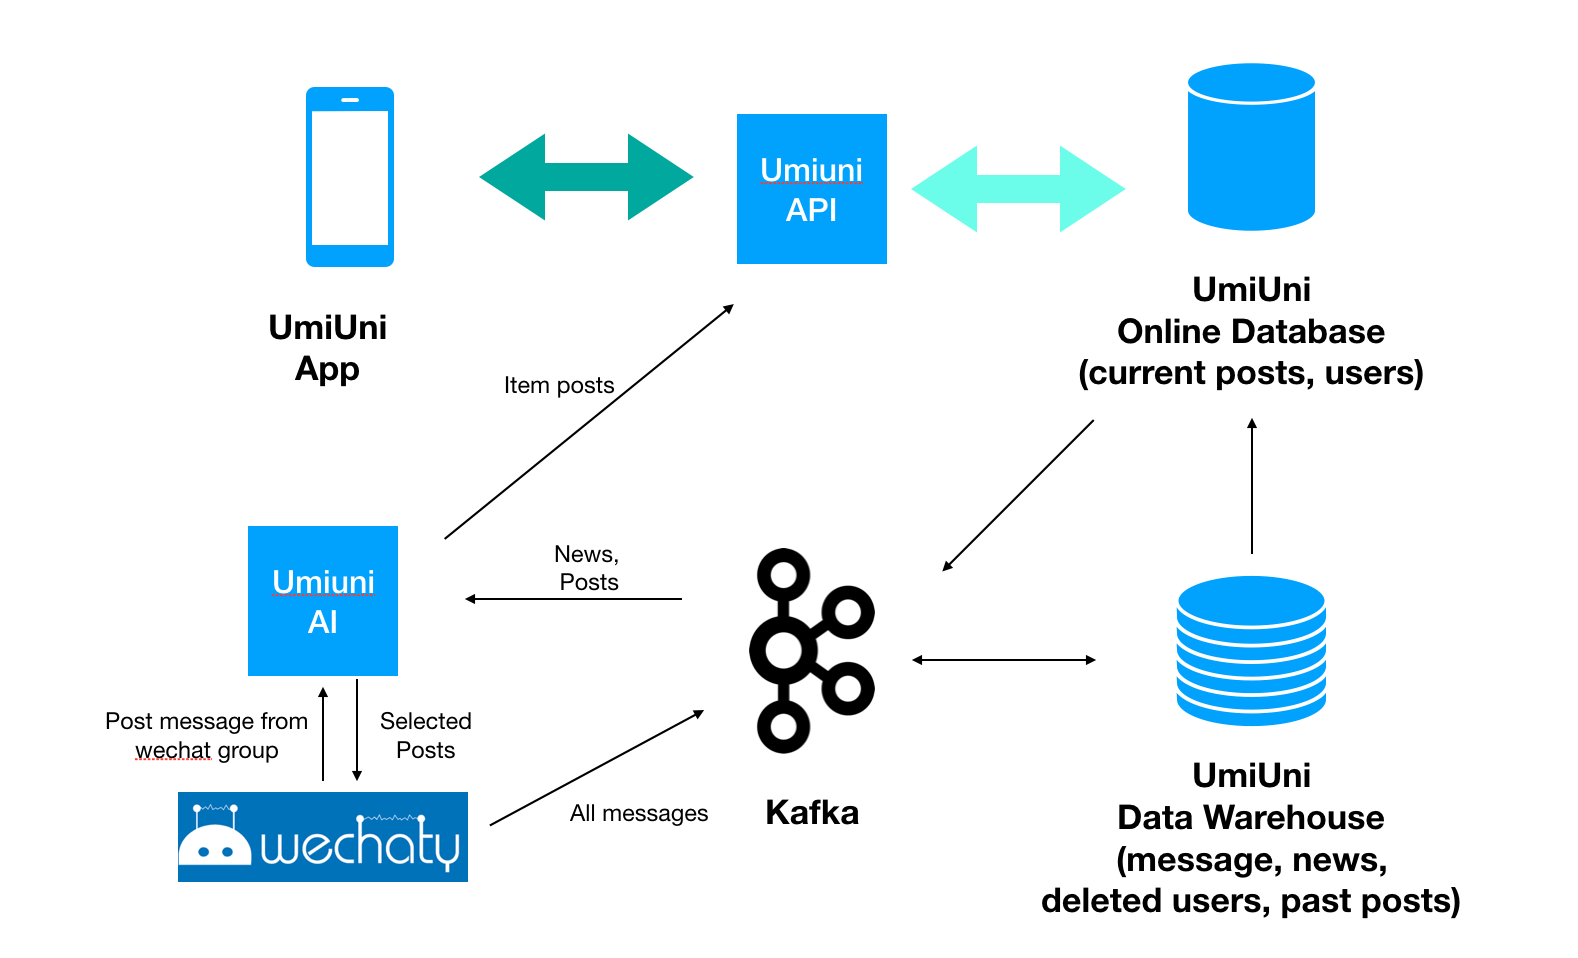 Umiuni
API
UmiUni
App
UmiUni
Online Database
(current posts, users)
Item posts
News,
Posts
Umiuni
AI
Post message from
wechat group
Selected
Posts
wechaty
All messages
Kafka
UmiUni
Data Warehouse
(message, news,
deleted users, past posts)